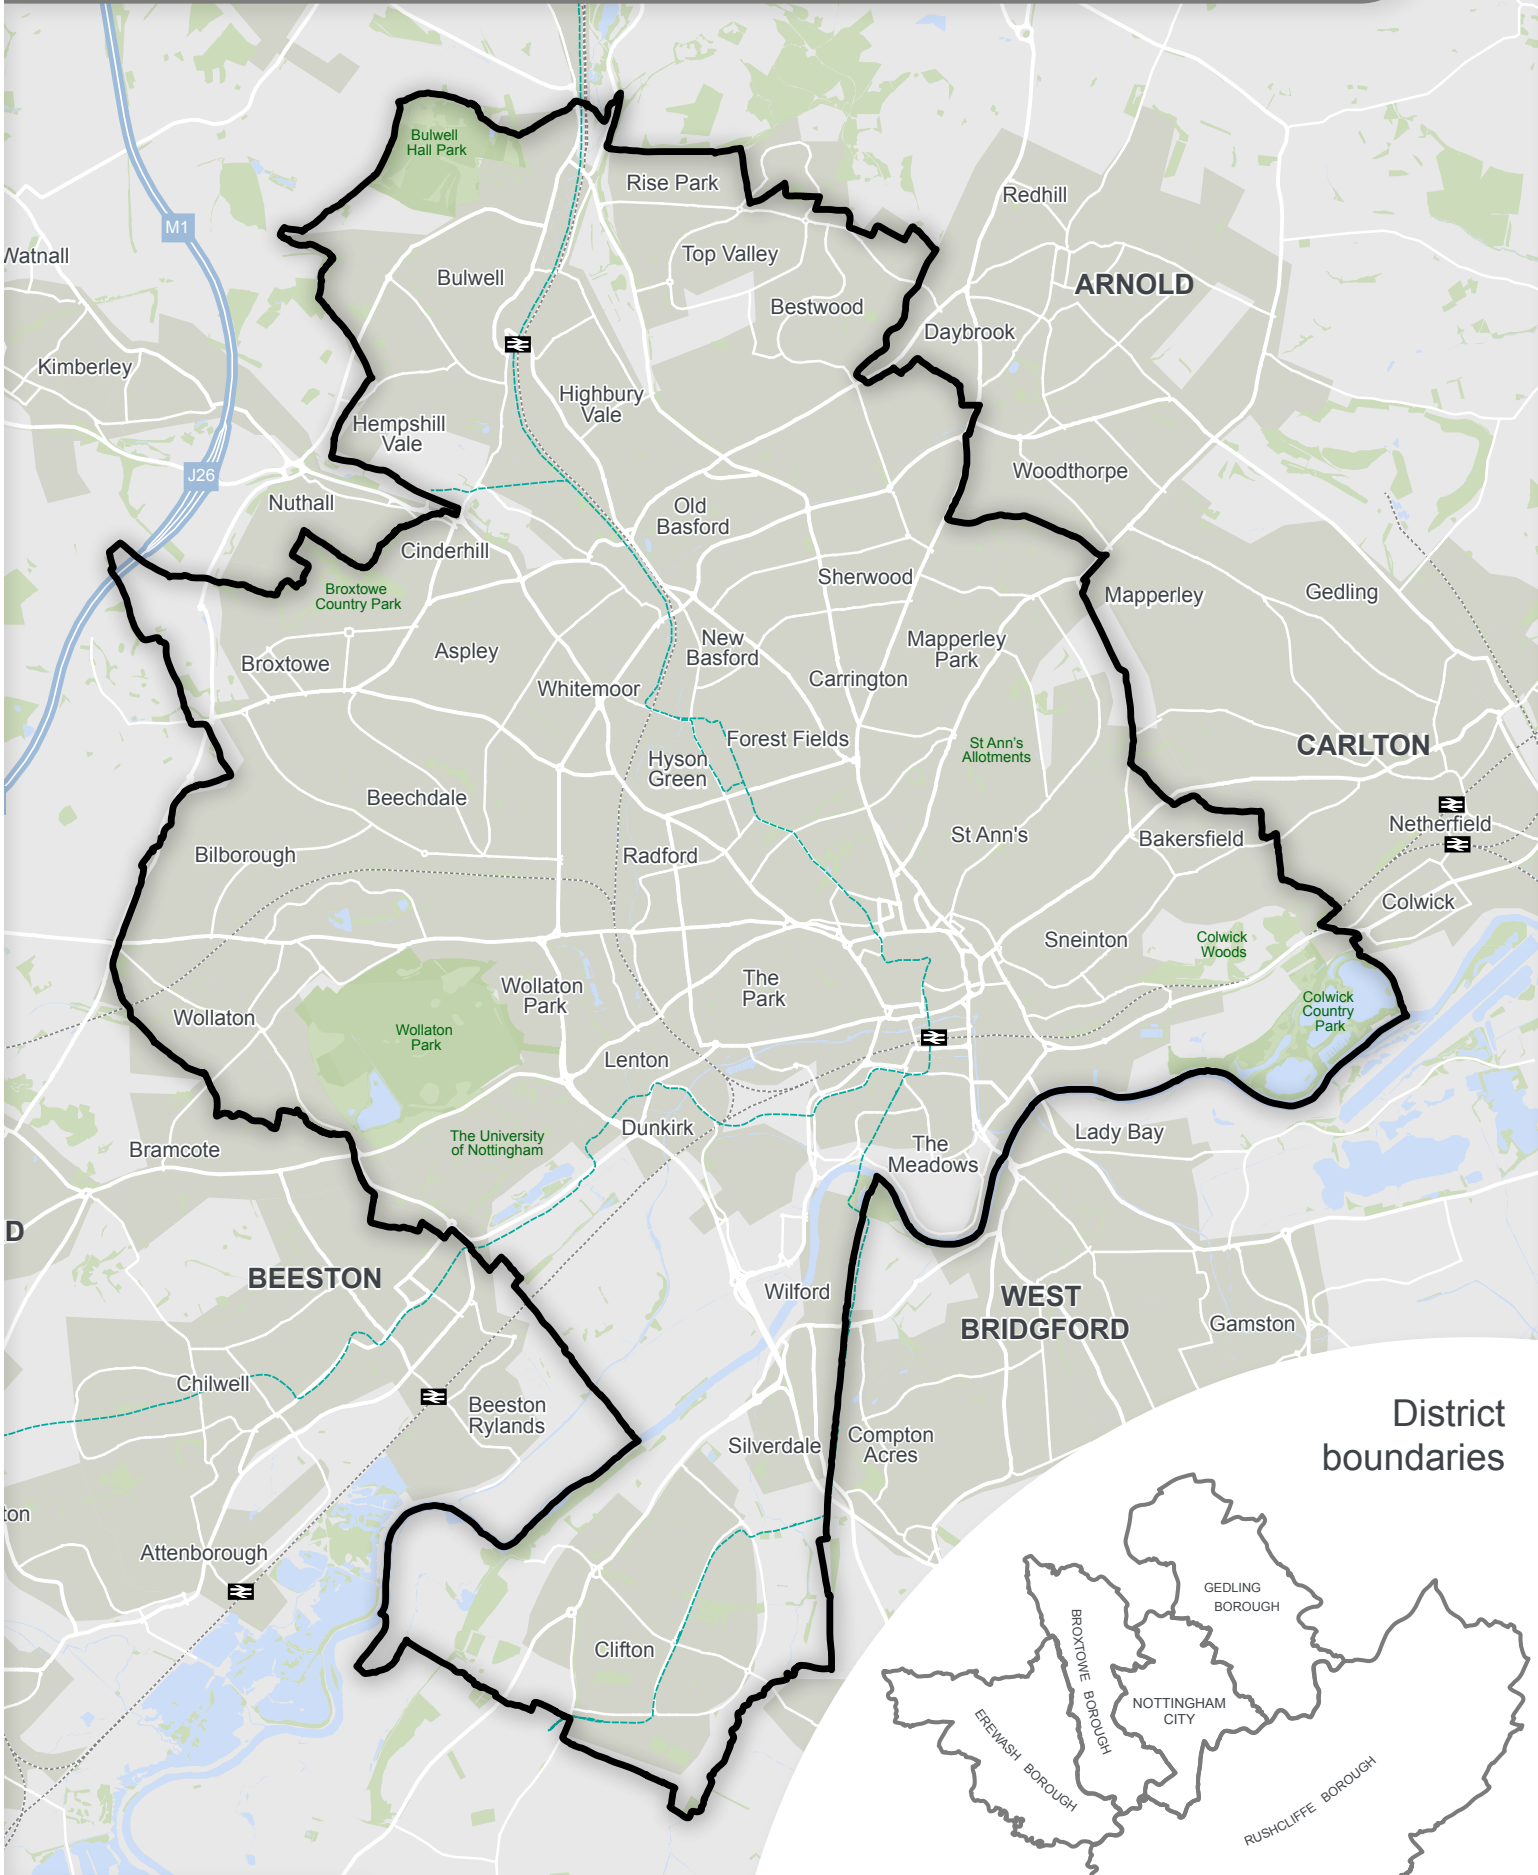 Bulwell
Hall Park
Rise Park
Redhill
M1
Watnall
Top Valley
Bulwell
ARNOLD
Bestwood
Daybrook
Kimberley
Highbury
Vale
Hempshill
Vale
J26
Woodthorpe
Nuthall
Old
Basford
Cinderhill
Sherwood
Broxtowe
Country Park
Mapperley
Gedling
New
Basford
Mapperley
Park
Aspley
Broxtowe
Whitemoor
Carrington
Forest Fields
St Ann's
Allotments
CARLTON
Hyson
Green
Beechdale
Netherfield
St Ann's
Bakersfield
Bilborough
Radford
Colwick
Sneinton
Colwick
Woods
Wollaton
Park
The
Park
Colwick
Country
Park
Wollaton
Wollaton
Park
Lenton
Dunkirk
The University
of Nottingham
Bramcote
The
Meadows
Lady Bay
D
BEESTON
Wilford
WEST
BRIDGFORD
Gamston
Chilwell
Beeston
Rylands
Silverdale
Compton
Acres
District
boundaries
ton
Attenborough
Clifton
GEDLING
BOROUGH
BROXTOWE BOROUGH
NOTTINGHAM
CITY
EREWASH BOROUGH
RUSHCLIFFE BOROUGH